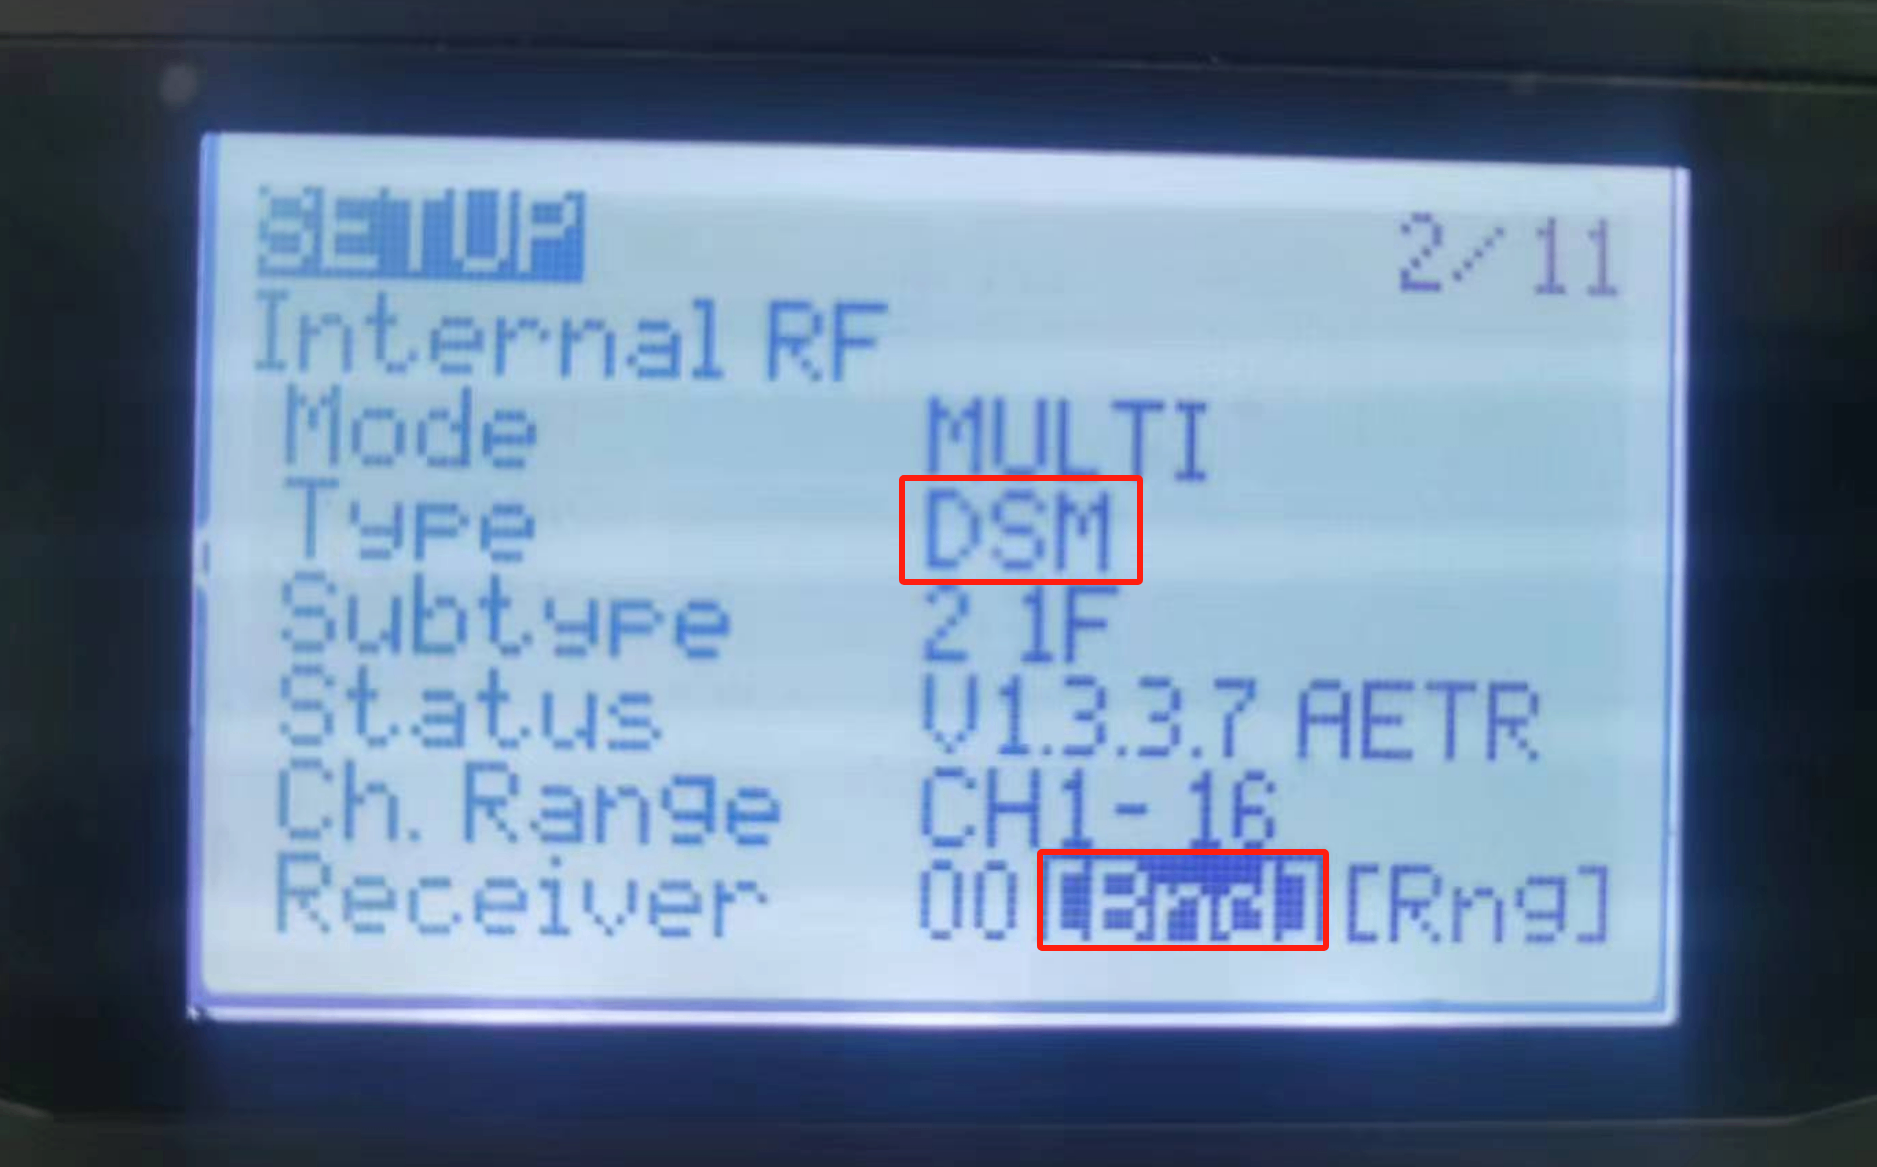 SETUP 2/11
Internal RF
Mode MULTI
Type DSM
Subtype 2 1F
Status V1.3.3.7 AETR
Ch. Range CH1-16
Receiver 00 [Bnd] [Rng]